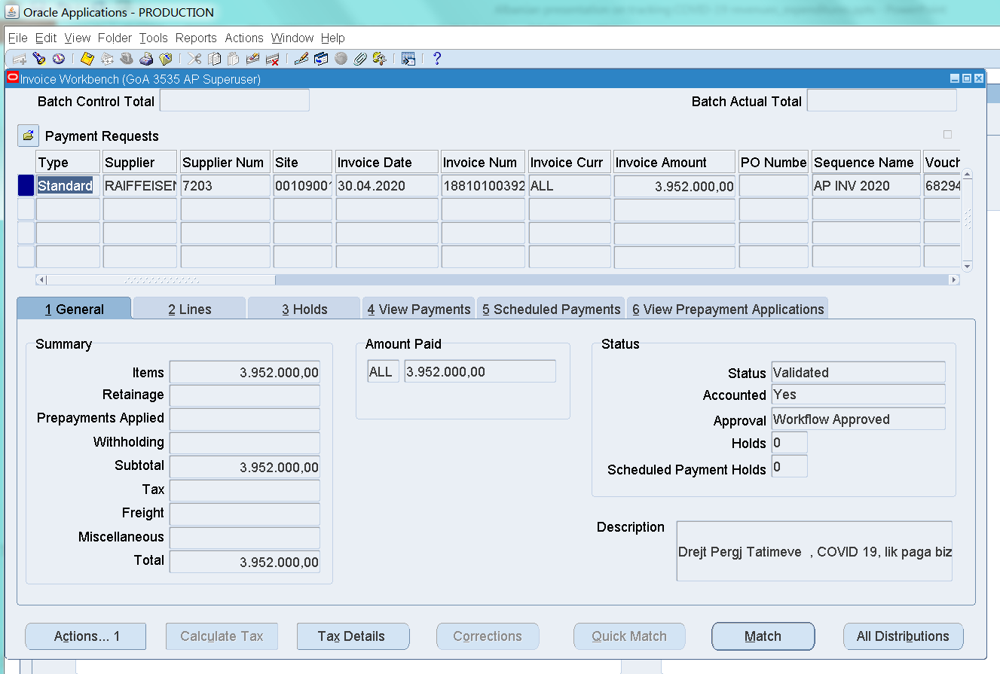 Oracle Applications - PRODUCTION
File Edit View Folder Tools Reports Actions Window Help
Invoice Workbench (GoA 3535 AP Superuser)
Batch Control Total
Batch Actual Total
Payment Requests
Type Supplier Supplier Num Site Invoice Date Invoice Num Invoice Curr Invoice Amount PO Numbe Sequence Name Vouch
Standard RAIFFEISEN 7203 00109001 30.04.2020 18810100392 ALL 3.952.000,00 AP INV 2020 68294
1 General 2 Lines 3 Holds 4 View Payments 5 Scheduled Payments 6 View Prepayment Applications
Summary
Items 3.952.000,00
Retainage
Prepayments Applied
Withholding
Subtotal 3.952.000,00
Tax
Freight
Miscellaneous
Total 3.952.000,00
Amount Paid
ALL 3.952.000,00
Status
Status Validated
Accounted Yes
Approval Workflow Approved
Holds 0
Scheduled Payment Holds 0
Description
Drejt Pergj Tatimeve , COVID 19, lik paga biz
Actions... 1 Calculate Tax Tax Details Corrections Quick Match Match All Distributions